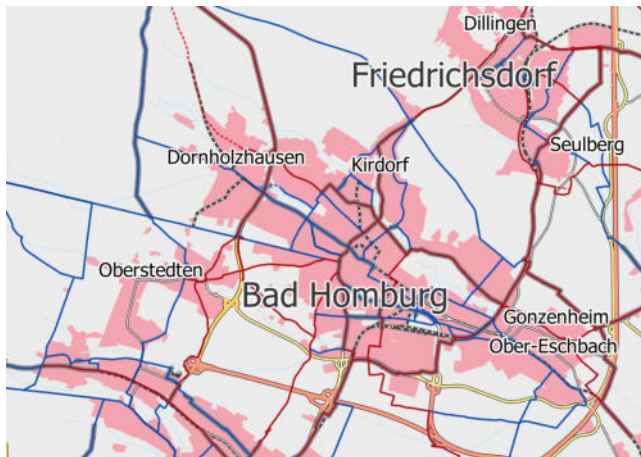 Dillingen
Friedrichsdorf
Seulberg
Dornholzhausen
Kirdorf
Oberstedten
Bad Homburg
Gonzenheim
Ober-Eschbach